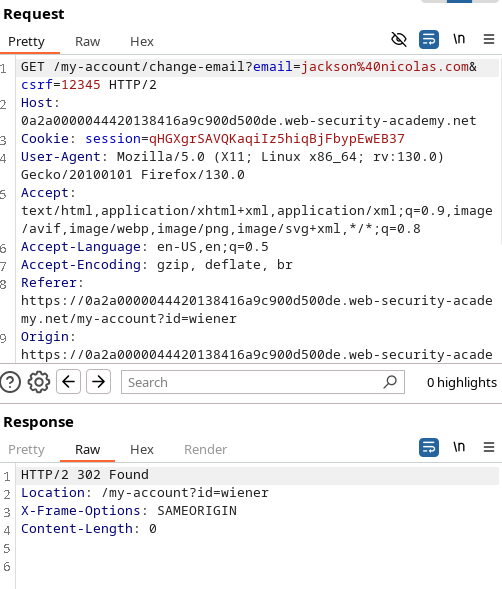 Request
Pretty Raw Hex \n
1 GET /my-account/change-email?email=jackson%40nicolas.com&
csrf=12345 HTTP/2
2 Host:
0a2a0000044420138416a9c900d500de.web-security-academy.net
3 Cookie: session=qHGXgrSAVQKaqiIz5hiqBjFbypEwEB37
4 User-Agent: Mozilla/5.0 (X11; Linux x86_64; rv:130.0)
Gecko/20100101 Firefox/130.0
5 Accept:
text/html,application/xhtml+xml,application/xml;q=0.9,image
/avif,image/webp,image/png,image/svg+xml,*/*;q=0.8
6 Accept-Language: en-US,en;q=0.5
7 Accept-Encoding: gzip, deflate, br
8 Referer:
https://0a2a0000044420138416a9c900d500de.web-security-acade
my.net/my-account?id=wiener
9 Origin:
https://0a2a0000044420138416a9c900d500de.web-security-acade
Search 0 highlights
Response
Pretty Raw Hex Render \n
1 HTTP/2 302 Found
2 Location: /my-account?id=wiener
3 X-Frame-Options: SAMEORIGIN
4 Content-Length: 0
5
6